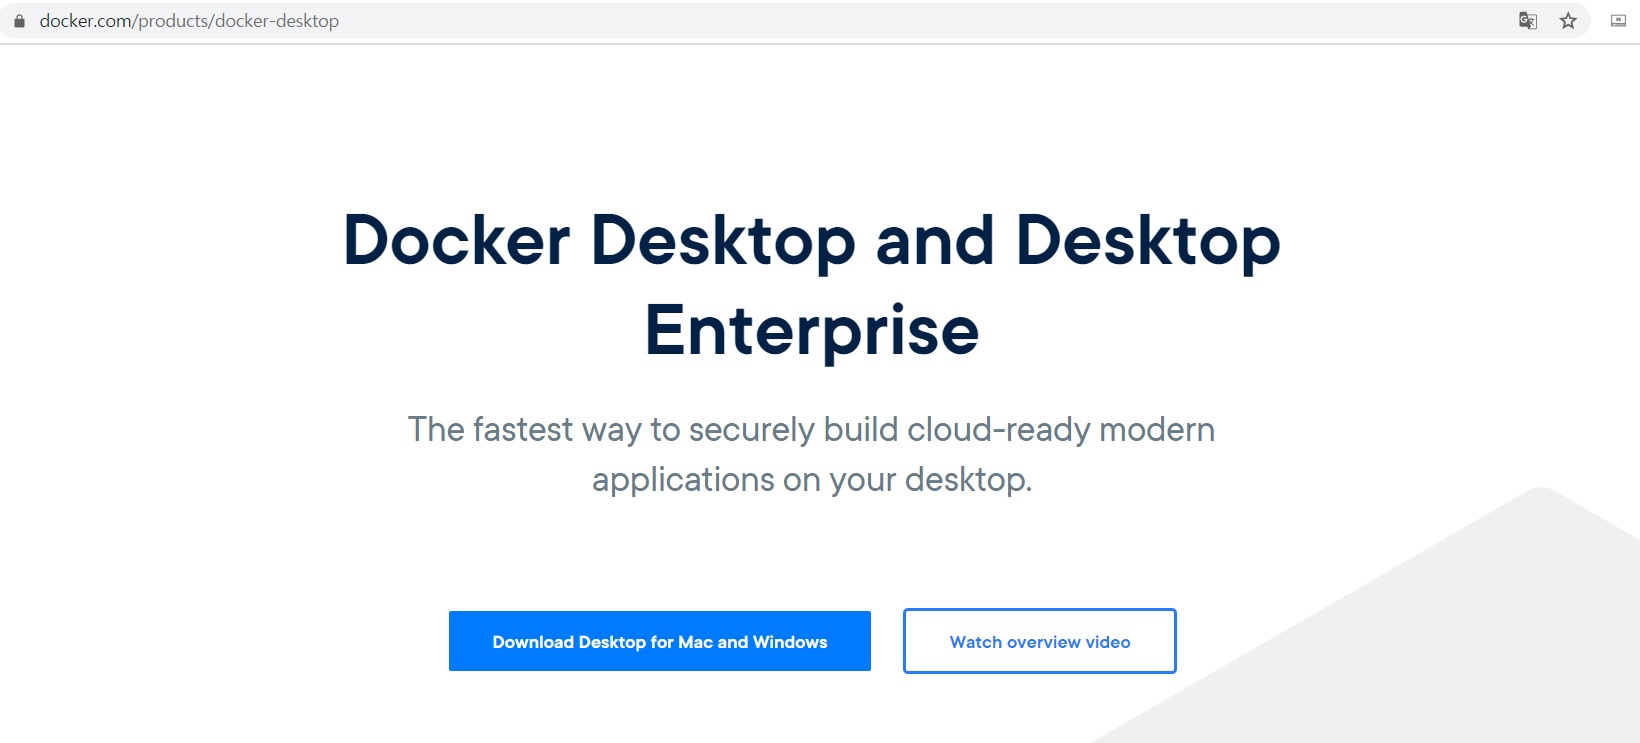 docker.com/products/docker-desktop
Docker Desktop and Desktop
Enterprise
The fastest way to securely build cloud-ready modern
applications on your desktop.
Download Desktop for Mac and Windows
Watch overview video